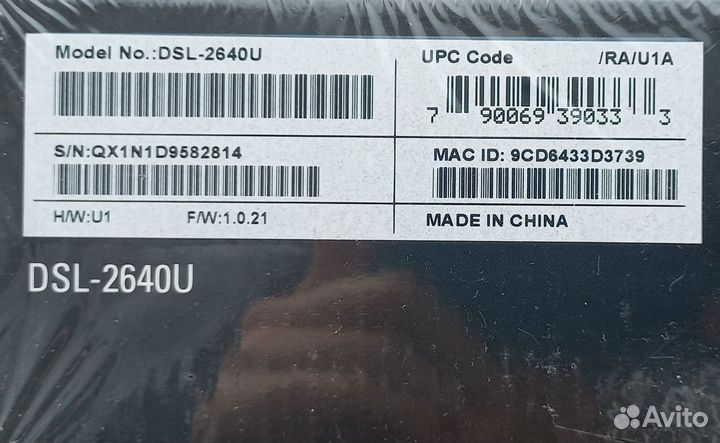 Model No.:DSL-2640U
UPC Code /RA/U1A
7 90069 39033 3
S/N:QX1N1D9582814
MAC ID: 9CD6433D3739
H/W:U1 F/W:1.0.21
MADE IN CHINA
DSL-2640U
Avito